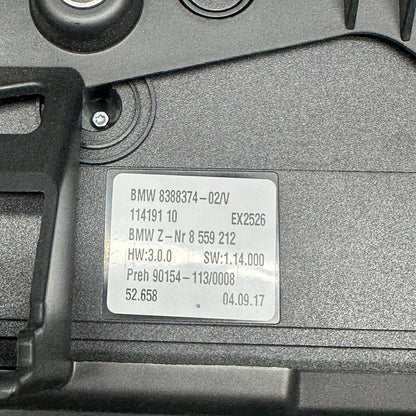 BMW 8388374-02/V
114191 10 EX2526
BMW Z-Nr 8 559 212
HW:3.0.0 SW:1.14.000
Preh 90154-113/0008
52.658 04.09.17